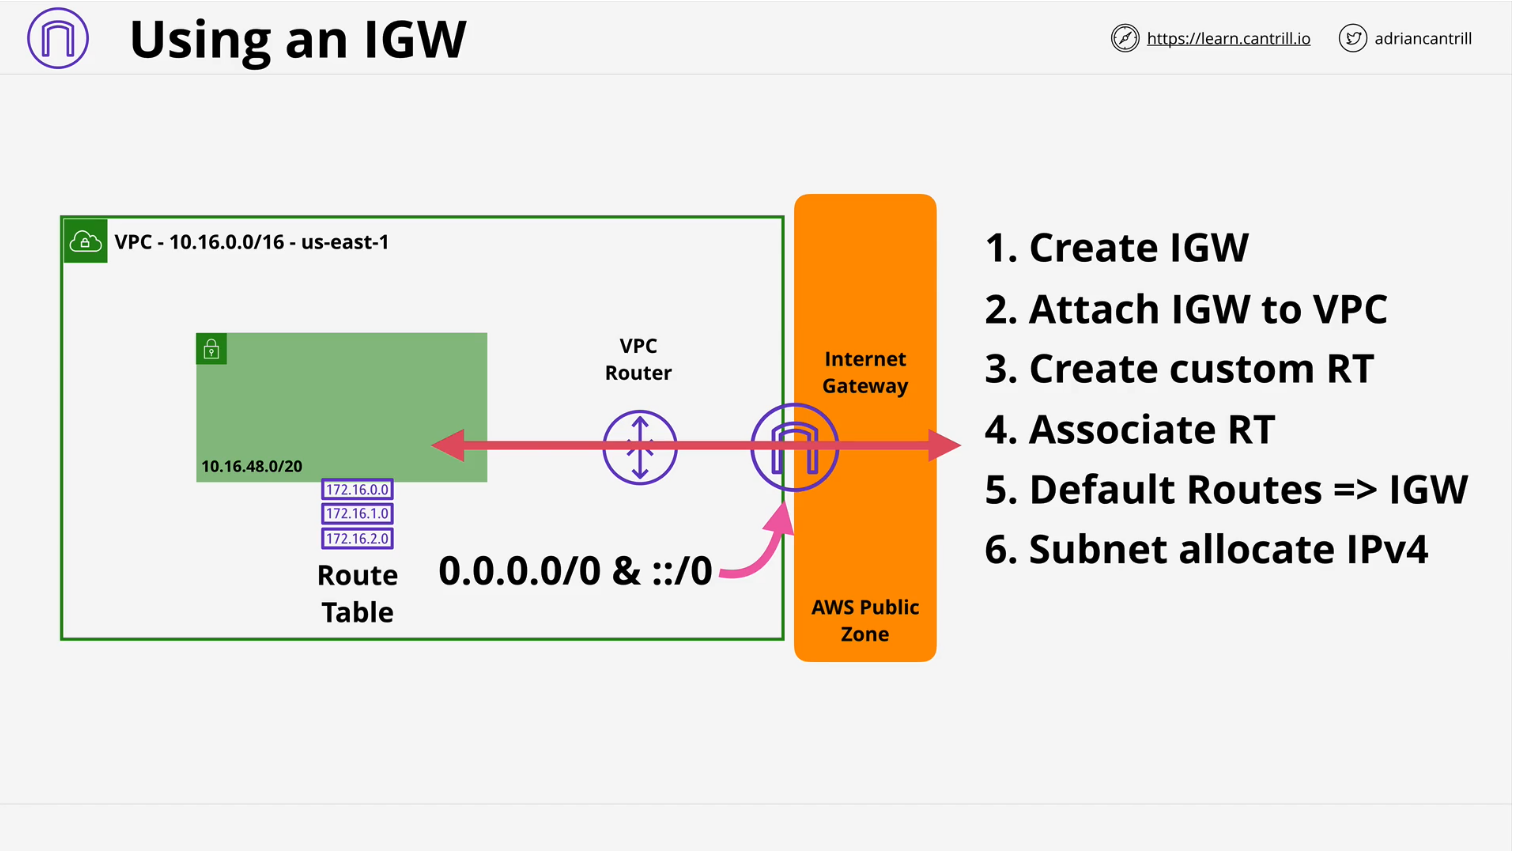 Using an IGW
https://learn.cantrill.io
adriancantrill
VPC - 10.16.0.0/16 - us-east-1
10.16.48.0/20
172.16.0.0
172.16.1.0
172.16.2.0
Route
Table
VPC
Router
0.0.0.0/0 & ::/0
Internet
Gateway
AWS Public
Zone
1. Create IGW
2. Attach IGW to VPC
3. Create custom RT
4. Associate RT
5. Default Routes => IGW
6. Subnet allocate IPv4